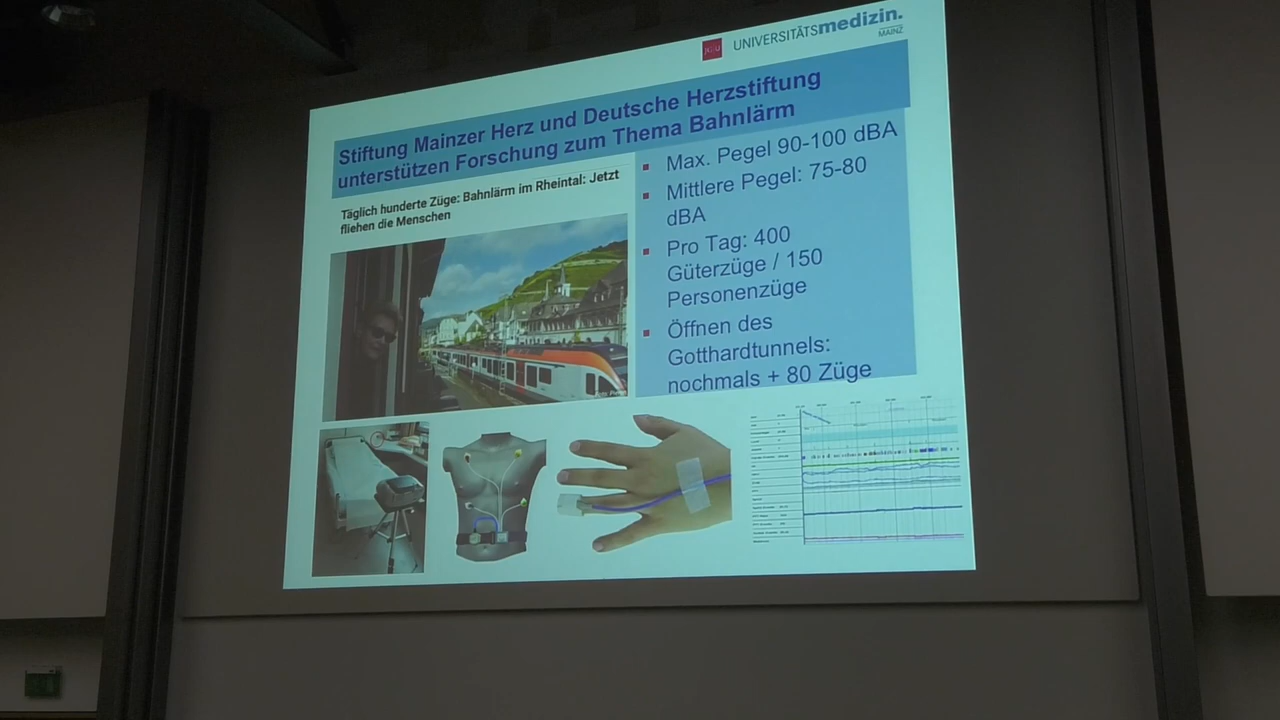 JG|U
UNIVERSITÄTSmedizin.
MAINZ
Stiftung Mainzer Herz und Deutsche Herzstiftung
unterstützen Forschung zum Thema Bahnlärm
Täglich hunderte Züge: Bahnlärm im Rheintal: Jetzt
fliehen die Menschen
Max. Pegel 90-100 dBA
Mittlere Pegel: 75-80
dBA
Pro Tag: 400
Güterzüge / 150
Personenzüge
Öffnen des
Gotthardtunnels:
nochmals + 80 Züge